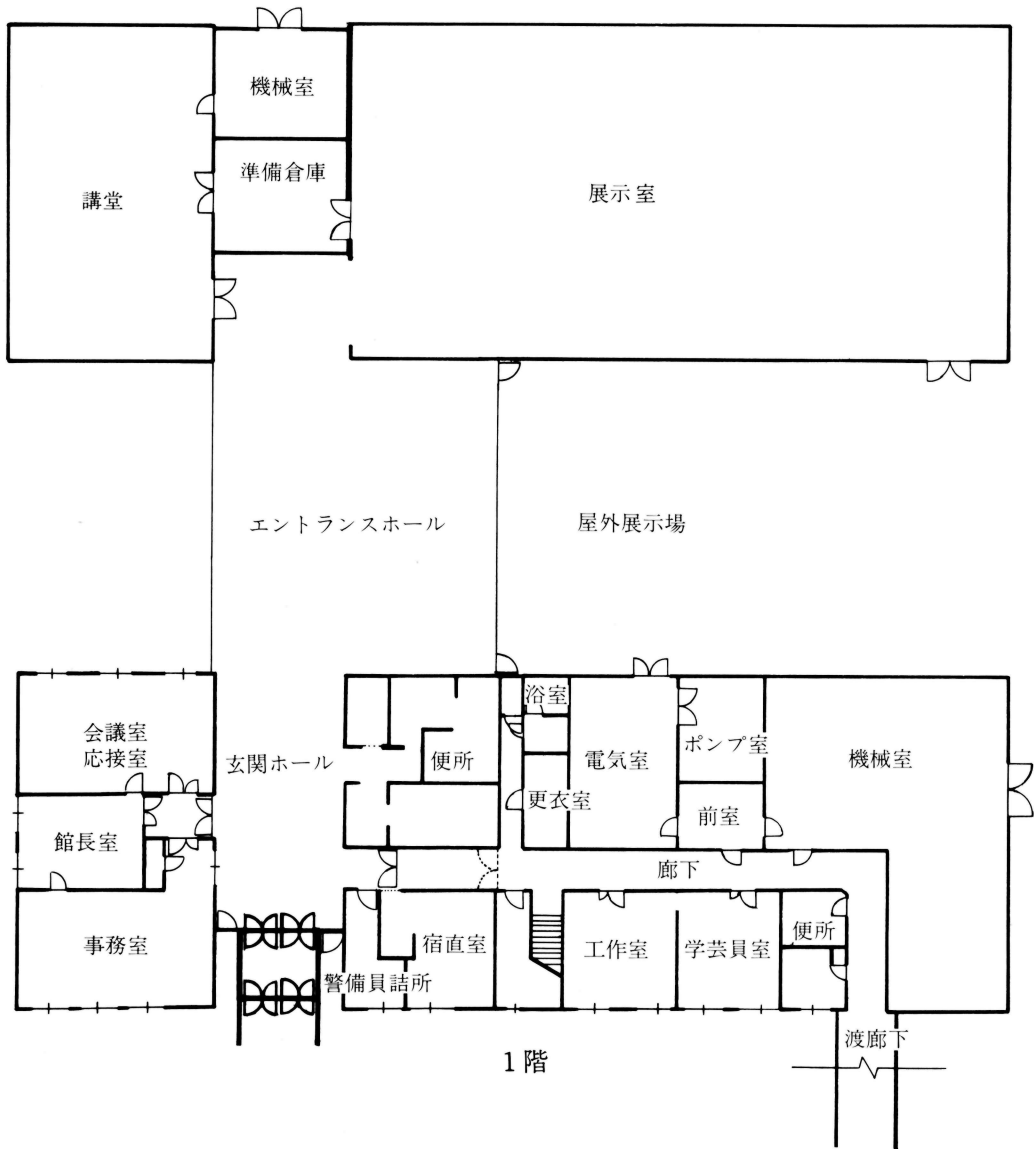 機械室
準備倉庫
講堂
展示室
エントランスホール
屋外展示場
会議室
応接室
玄関ホール
便所
浴室
電気室
ポンプ室
機械室
更衣室
前室
館長室
廊下
事務室
宿直室
警備員詰所
工作室
学芸員室
便所
渡廊下
1階